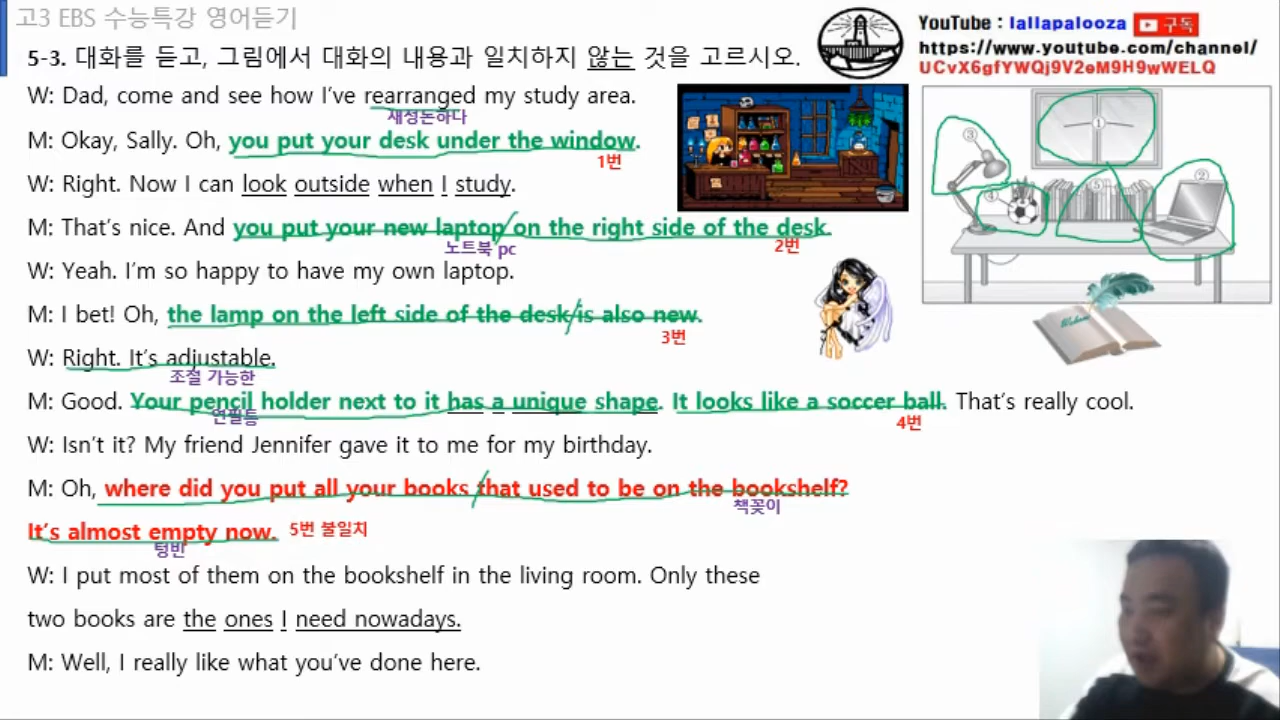 고3 EBS 수능특강 영어듣기
YouTube : lallapalooza 구독
https://www.youtube.com/channel/
UCvX6gfYWQj9V2eM9H9wWELQ
5-3. 대화를 듣고, 그림에서 대화의 내용과 일치하지 않는 것을 고르시오.
W: Dad, come and see how I've rearranged my study area.
재정돈하다
M: Okay, Sally. Oh, you put your desk under the window.
1번
W: Right. Now I can look outside when I study.
M: That's nice. And you put your new laptop/on the right side of the desk.
노트북 pc
2번
W: Yeah. I'm so happy to have my own laptop.
M: I bet! Oh, the lamp on the left side of the desk/is also new.
3번
W: Right. It's adjustable.
조절 가능한
M: Good. Your pencil holder next to it has a unique shape. It looks like a soccer ball. That's really cool.
연필통
4번
W: Isn't it? My friend Jennifer gave it to me for my birthday.
M: Oh, where did you put all your books /that used to be on the bookshelf?
책꽂이
It's almost empty now. 5번 불일치
텅빈
W: I put most of them on the bookshelf in the living room. Only these
two books are the ones I need nowadays.
M: Well, I really like what you've done here.
①
③
②
④
⑤